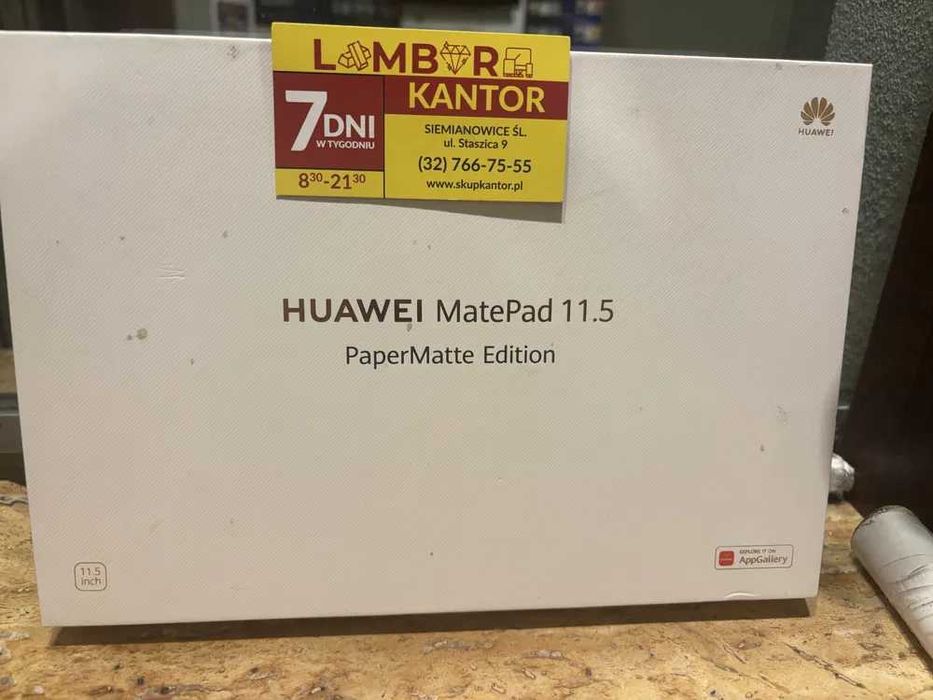 LOMBARD
KANTOR
7 DNI
W TYGODNIU
8³⁰-21³⁰
SIEMIANOWICE ŚL.
ul. Staszica 9
(32) 766-75-55
www.skupkantor.pl
HUAWEI
HUAWEI MatePad 11.5
PaperMatte Edition
11.5
inch
EXPLORE IT ON
AppGallery